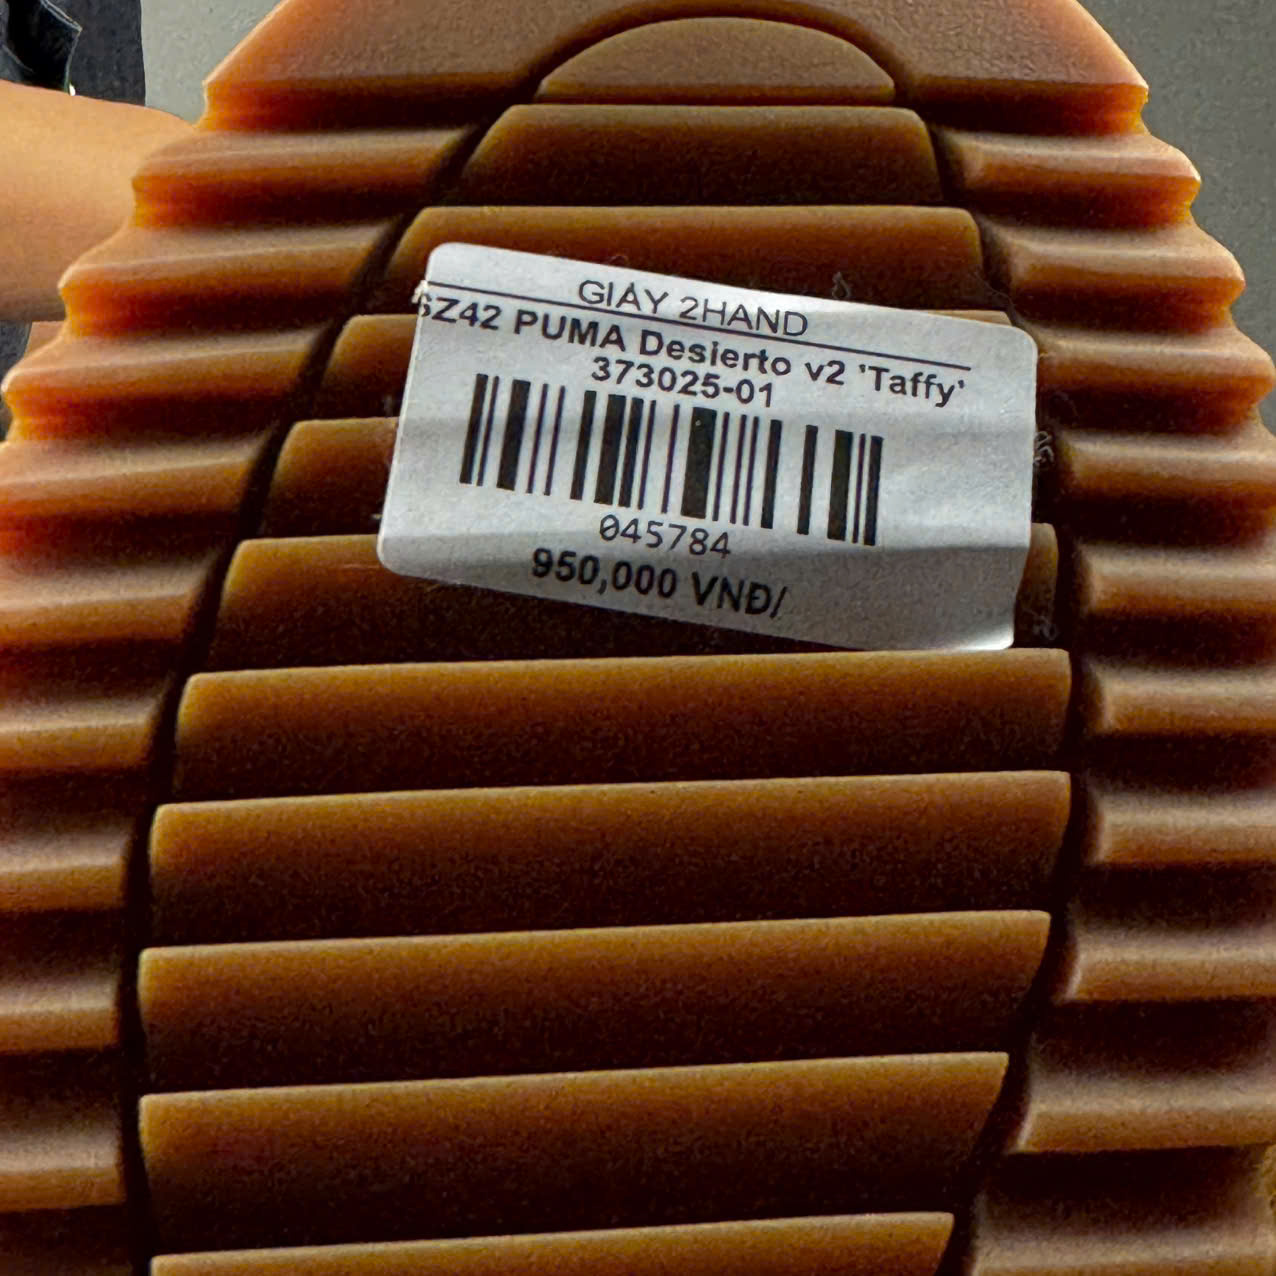 GIÀY 2HAND
SZ42 PUMA Desierto v2 'Taffy'
373025-01
045784
950,000 VNĐ/